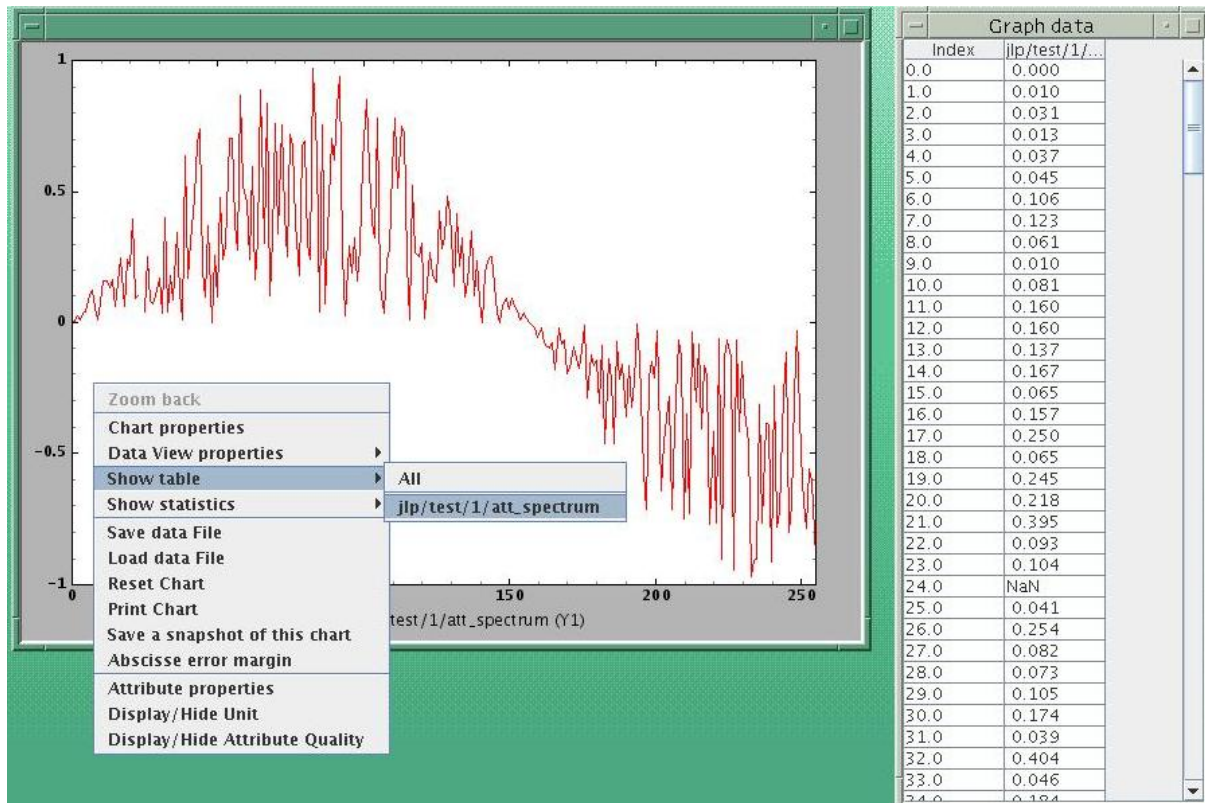 1
0.5
0
-0.5
-1
0
150
200
250
test/1/att_spectrum (Y1)
Zoom back
Chart properties
Data View properties
Show table
Show statistics
Save data File
Load data File
Reset Chart
Print Chart
Save a snapshot of this chart
Abscisse error margin
Attribute properties
Display/Hide Unit
Display/Hide Attribute Quality
All
jlp/test/1/att_spectrum
Graph data
Index jlp/test/1/...
0.0 0.000
1.0 0.010
2.0 0.031
3.0 0.013
4.0 0.037
5.0 0.045
6.0 0.106
7.0 0.123
8.0 0.061
9.0 0.010
10.0 0.081
11.0 0.160
12.0 0.160
13.0 0.137
14.0 0.167
15.0 0.065
16.0 0.157
17.0 0.250
18.0 0.065
19.0 0.245
20.0 0.218
21.0 0.395
22.0 0.093
23.0 0.104
24.0 NaN
25.0 0.041
26.0 0.254
27.0 0.082
28.0 0.073
29.0 0.105
30.0 0.174
31.0 0.039
32.0 0.404
33.0 0.046
34.0 0.184